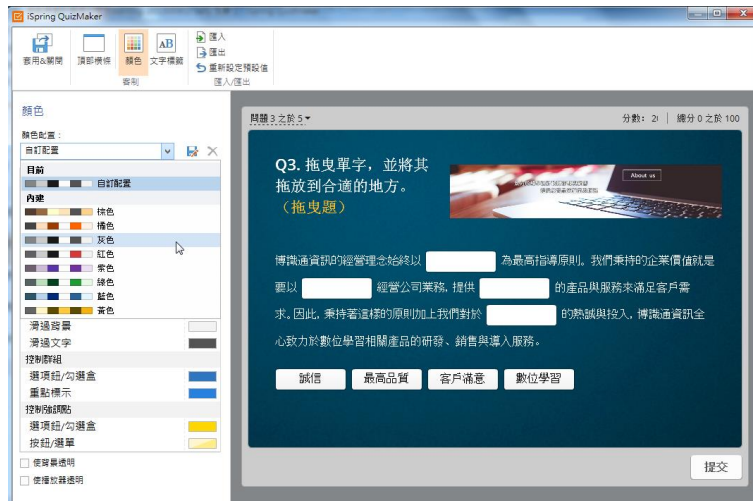 iSpring QuizMaker
套用&關閉
頂部橫條
顏色
文字標籤
匯入
匯出
重新設定預設值
客制
匯入/匯出
顏色
顏色配置:
自訂配置
目前
自訂配置
內建
棕色
橘色
灰色
紅色
紫色
綠色
藍色
黃色
滑過背景
滑過文字
控制群組
選項鈕/勾選盒
重點標示
控制強調點
選項鈕/勾選盒
按鈕/選單
使背景透明
使播放器透明
問題 3 之於 5
分數: 2
總分 0 之於 100
Q3. 拖曳單字，並將其
拖放到合適的地方。
（拖曳題）
About us
博識通資訊的經營理念始終以 為最高指導原則。我們秉持的企業價值就是
要以 經營公司業務, 提供 的產品與服務來滿足客戶需
求。因此, 秉持著這樣的原則加上我們對於 的熱誠與投入, 博識通資訊全
心致力於數位學習相關產品的研發、銷售與導入服務。
誠信
最高品質
客戶滿意
數位學習
提交